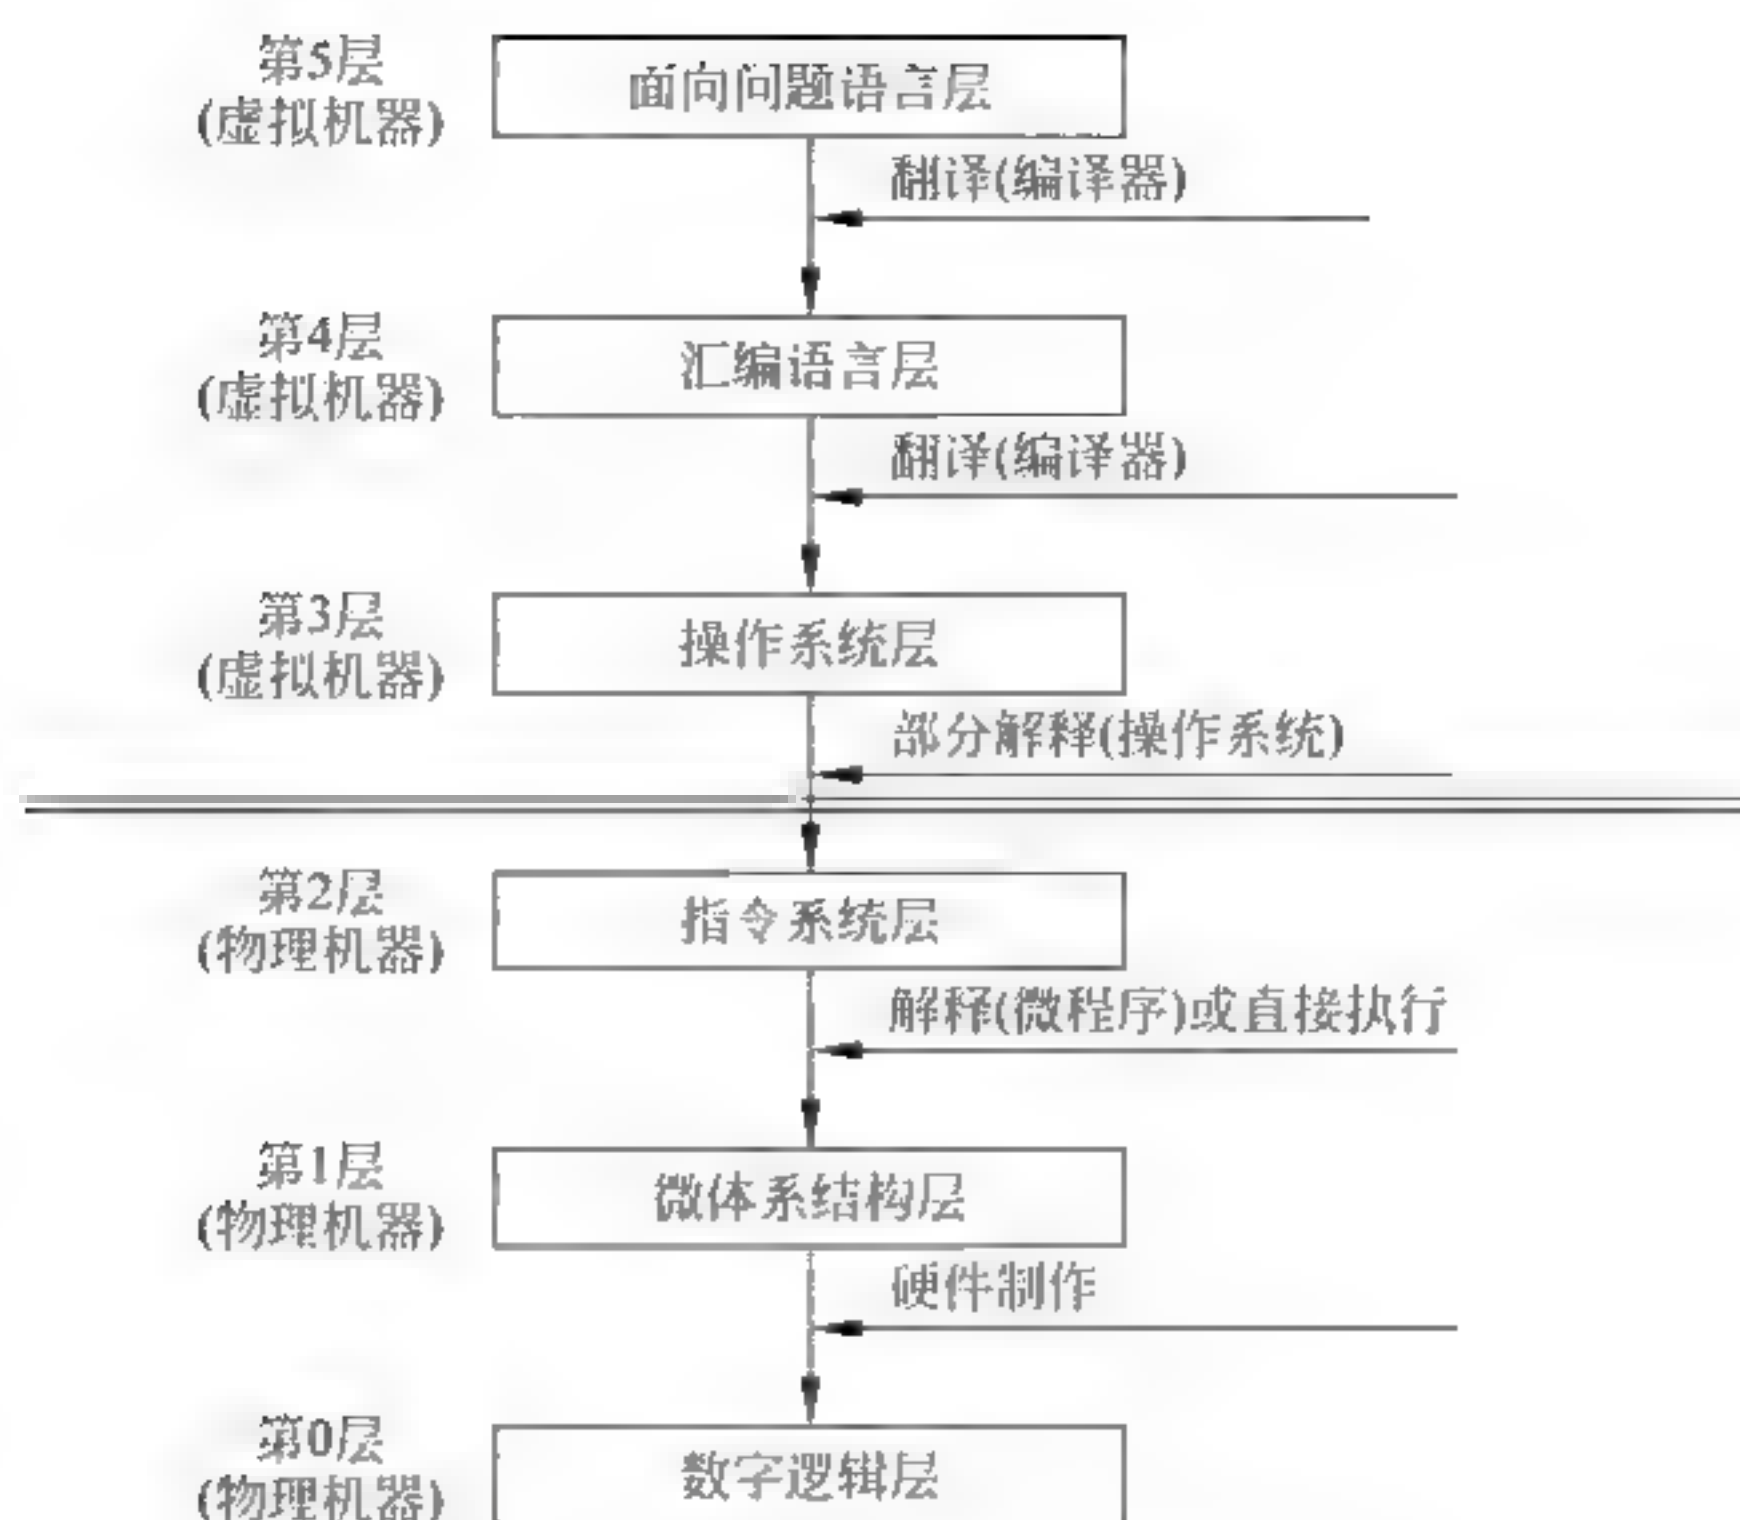 第5层
(虚拟机器)
面向问题语言层
翻译(编译器)
第4层
(虚拟机器)
汇编语言层
翻译(编译器)
第3层
(虚拟机器)
操作系统层
部分解释(操作系统)
第2层
(物理机器)
指令系统层
解释(微程序)或直接执行
第1层
(物理机器)
微体系结构层
硬件制作
第0层
(物理机器)
数字逻辑层